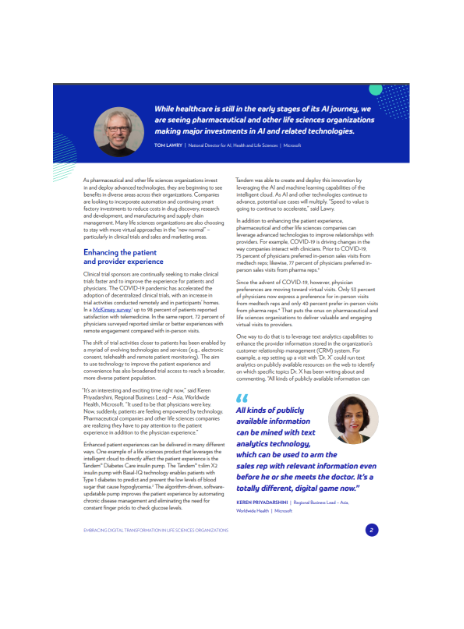 While healthcare is still in the early stages of its AI journey, we
are seeing pharmaceutical and other life sciences organizations
making major investments in AI and related technologies.
TOM LAWRY | National Director for AI, Health and Life Sciences | Microsoft
As pharmaceutical and other life sciences organizations invest
in and deploy advanced technologies, they are beginning to see
benefits in diverse areas across their organizations. Companies
are looking to incorporate automation and continuing smart
factory investments to reduce costs in drug discovery, research
and development, and manufacturing and supply chain
management. Many life sciences organizations are also choosing
to stay with more virtual approaches in the "new normal" –
particularly in clinical trials and sales and marketing areas.
Enhancing the patient
and provider experience
Clinical trial sponsors are continually seeking to make clinical
trials faster and to improve the experience for patients and
physicians. The COVID-19 pandemic has accelerated the
adoption of decentralized clinical trials, with an increase in
trial activities conducted remotely and in participants' homes.
In a McKinsey survey, up to 98 percent of patients reported
satisfaction with telemedicine. In the same report, 72 percent of
physicians surveyed reported similar or better experiences with
remote engagement compared with in-person visits.
The shift of trial activities closer to patients has been enabled by
a myriad of evolving technologies and services (e.g., electronic
consent, telehealth and remote patient monitoring). The aim
to use technology to improve the patient experience and
convenience has also broadened trial access to reach a broader,
more diverse patient population.
"It's an interesting and exciting time right now," said Keren
Priyadarshini, Regional Business Lead – Asia, Worldwide
Health, Microsoft. "It used to be that physicians were key.
Now, suddenly, patients are feeling empowered by technology.
Pharmaceutical companies and other life sciences companies
are realizing they have to pay attention to the patient
experience in addition to the physician experience."
Enhanced patient experiences can be delivered in many different
ways. One example of a life sciences product that leverages the
intelligent cloud to directly affect the patient experience is the
Tandem® Diabetes Care insulin pump. The Tandem® t:slim X2
insulin pump with Basal-IQ technology enables patients with
Type 1 diabetes to predict and prevent the low levels of blood
sugar that cause hypoglycemia. The algorithm-driven, software-
updatable pump improves the patient experience by automating
chronic disease management and eliminating the need for
constant finger pricks to check glucose levels.
Tandem was able to create and deploy this innovation by
leveraging the AI and machine learning capabilities of the
intelligent cloud. As AI and other technologies continue to
advance, potential use cases will multiply. "Speed to value is
going to continue to accelerate," said Lawry.
In addition to enhancing the patient experience,
pharmaceutical and other life sciences companies can
leverage advanced technologies to improve relationships with
providers. For example, COVID-19 is driving changes in the
way companies interact with clinicians. Prior to COVID-19,
75 percent of physicians preferred in-person sales visits from
medtech reps; likewise, 77 percent of physicians preferred in-
person sales visits from pharma reps.
Since the advent of COVID-19, however, physician
preferences are moving toward virtual visits. Only 53 percent
of physicians now express a preference for in-person visits
from medtech reps and only 40 percent prefer in-person visits
from pharma reps. That puts the onus on pharmaceutical and
life sciences organizations to deliver valuable and engaging
virtual visits to providers.
One way to do that is to leverage text analytics capabilities to
enhance the provider information stored in the organization's
customer relationship management (CRM) system. For
example, a rep setting up a visit with 'Dr. X' could run text
analytics on publicly available resources on the web to identify
on which specific topics Dr. X has been writing about and
commenting. "All kinds of publicly available information can
“
All kinds of publicly
available information
can be mined with text
analytics technology,
which can be used to arm the
sales rep with relevant information even
before he or she meets the doctor. It's a
totally different, digital game now."
KEREN PRIYADARSHINI | Regional Business Lead – Asia,
Worldwide Health | Microsoft
EMBRACING DIGITAL TRANSFORMATION IN LIFE SCIENCES ORGANIZATIONS
2